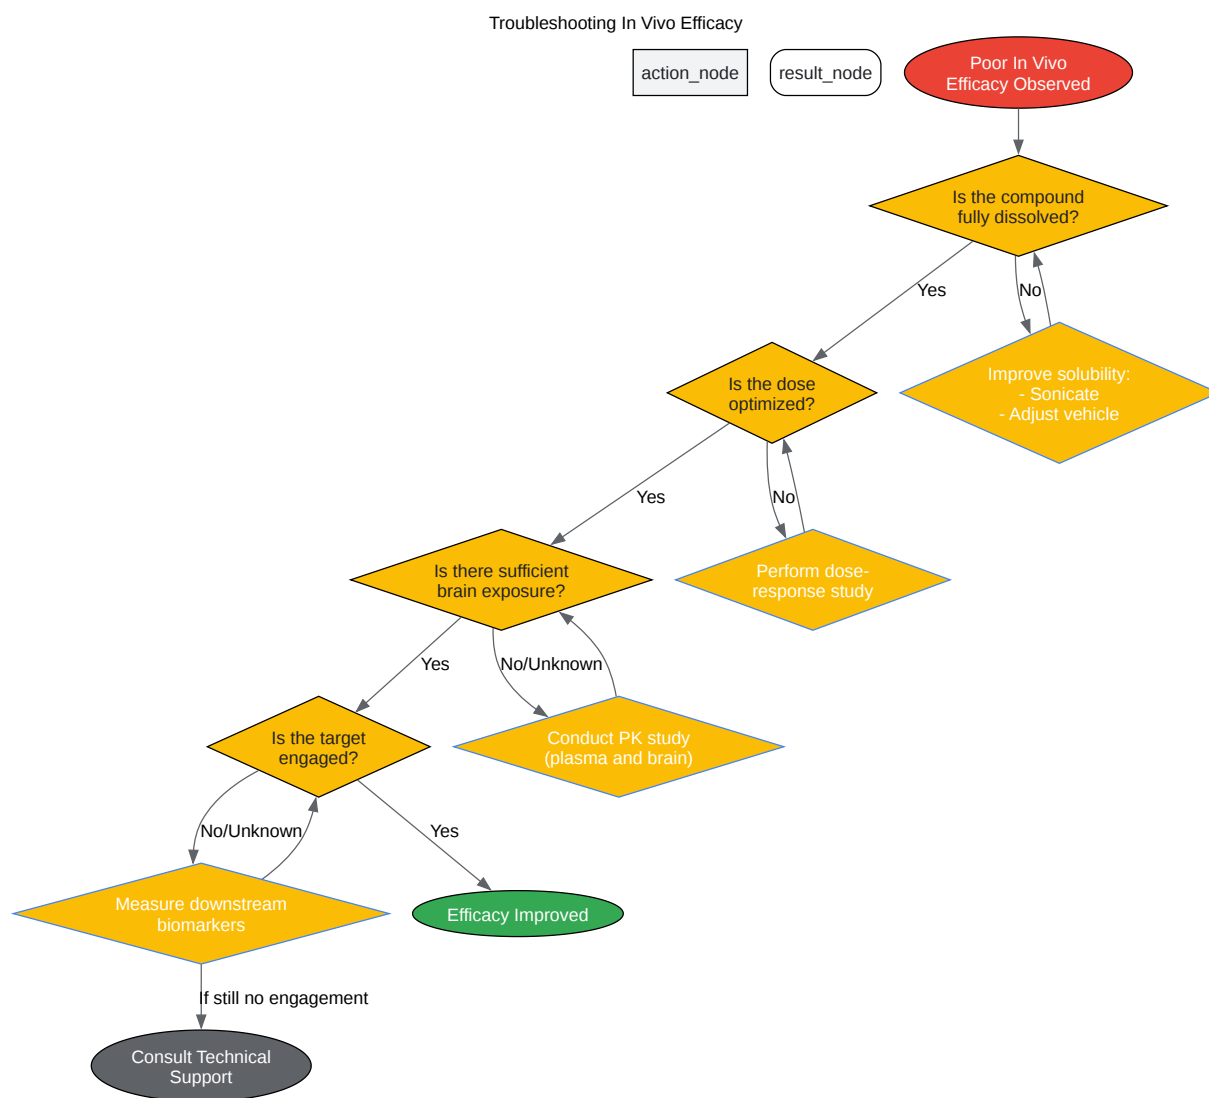 Troubleshooting In Vivo Efficacy
action_node
result_node
Poor In Vivo
Efficacy Observed
Is the compound
fully dissolved?
Yes
No
Is the dose
optimized?
Improve solubility:
- Sonicate
- Adjust vehicle
Yes
No
Is there sufficient
brain exposure?
Perform dose-
response study
Yes
No/Unknown
Is the target
engaged?
Conduct PK study
(plasma and brain)
No/Unknown
Yes
Measure downstream
biomarkers
Efficacy Improved
If still no engagement
Consult Technical
Support